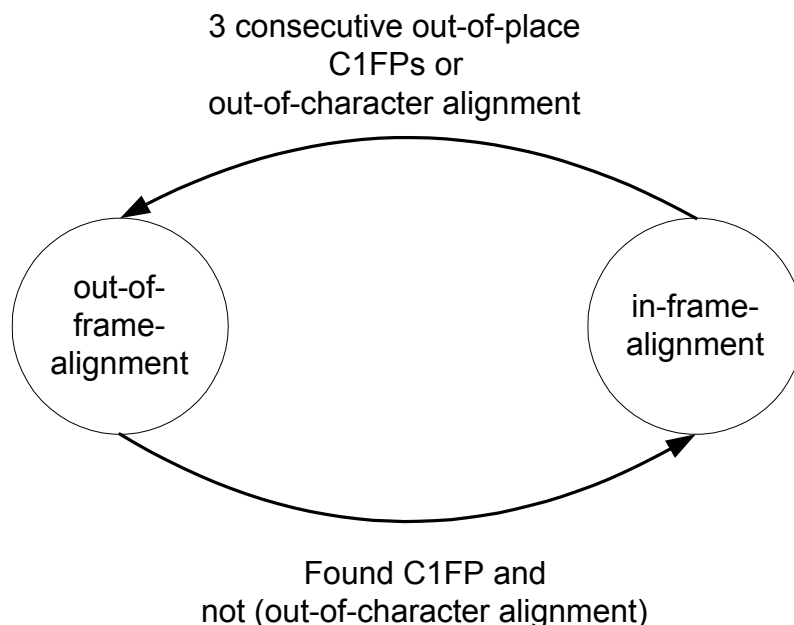 3 consecutive out-of-place
C1FPs or
out-of-character alignment
out-of-
frame-
alignment
in-frame-
alignment
Found C1FP and
not (out-of-character alignment)